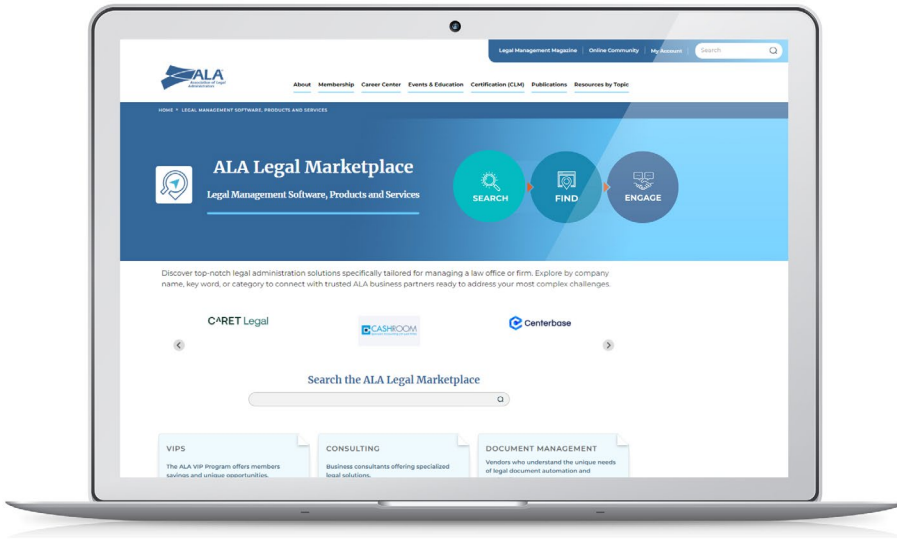 Legal Management Magazine | Online Community | My Account | Search
ALA
Association of Legal
Administrators
About Membership Career Center Events & Education Certification (CLM) Publications Resources by Topic
HOME LEGAL MANAGEMENT SOFTWARE, PRODUCTS AND SERVICES
ALA Legal Marketplace
Legal Management Software, Products and Services
SEARCH FIND ENGAGE
Discover top-notch legal administration solutions specifically tailored for managing a law office or firm. Explore by company
name, key word, or category to connect with trusted ALA business partners ready to address your most complex challenges.
C^RET Legal
CASHROOM
Centerbase
Search the ALA Legal Marketplace
VIPS
The ALA VIP Program offers members
savings and unique opportunities.
CONSULTING
Business consultants offering specialized
legal solutions.
DOCUMENT MANAGEMENT
Vendors who understand the unique needs
of legal document automation and